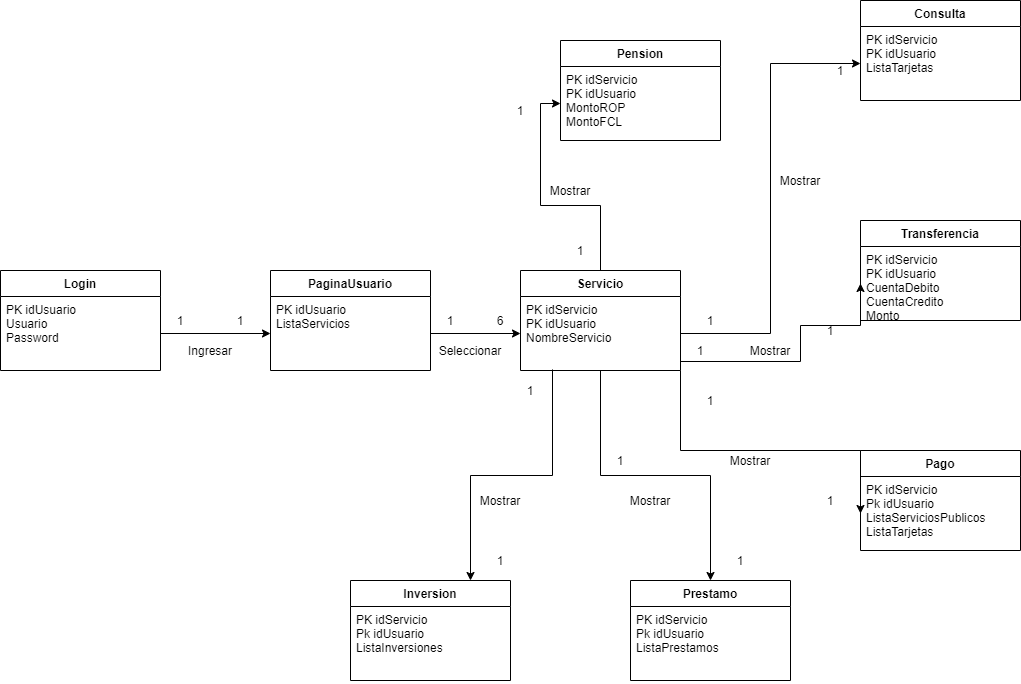 Consulta
PK idServicio
PK idUsuario
ListaTarjetas
1
Pension
PK idServicio
PK idUsuario
MontoROP
MontoFCL
1
Mostrar
1
Mostrar
Transferencia
PK idServicio
PK idUsuario
CuentaDebito
CuentaCredito
Monto
1
Login
PK idUsuario
Usuario
Password
1
1
Ingresar
PaginaUsuario
PK idUsuario
ListaServicios
1
6
Seleccionar
Servicio
PK idServicio
PK idUsuario
NombreServicio
1
1
Mostrar
1
Mostrar
Pago
PK idServicio
Pk idUsuario
ListaServiciosPublicos
ListaTarjetas
1
1
Mostrar
1
Inversion
PK idServicio
Pk idUsuario
ListaInversiones
1
Mostrar
1
Prestamo
PK idServicio
Pk idUsuario
ListaPrestamos